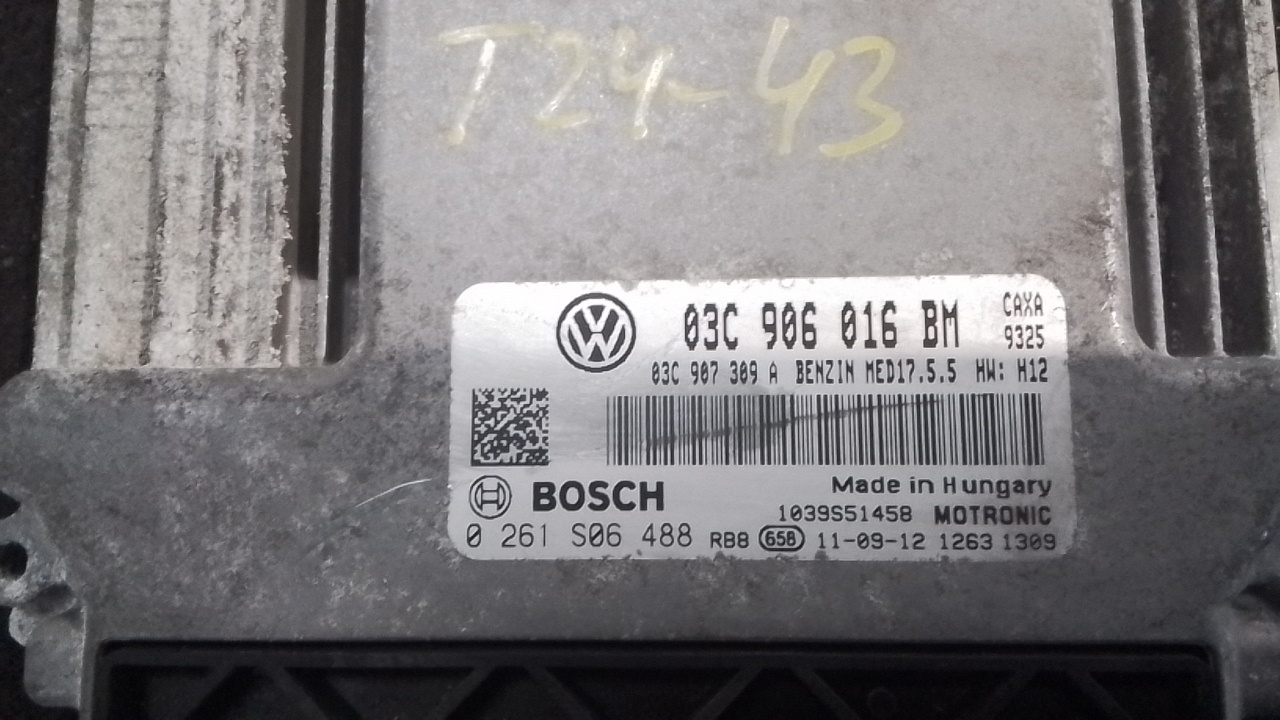 T24-43
03C 906 016 BM
CAXA
9325
03C 907 309 A BENZIN MED17.5.5 HW: H12
BOSCH
Made in Hungary
1039S51458 MOTRONIC
0 261 S06 488 RB8 658 11-09-12 1263 1309